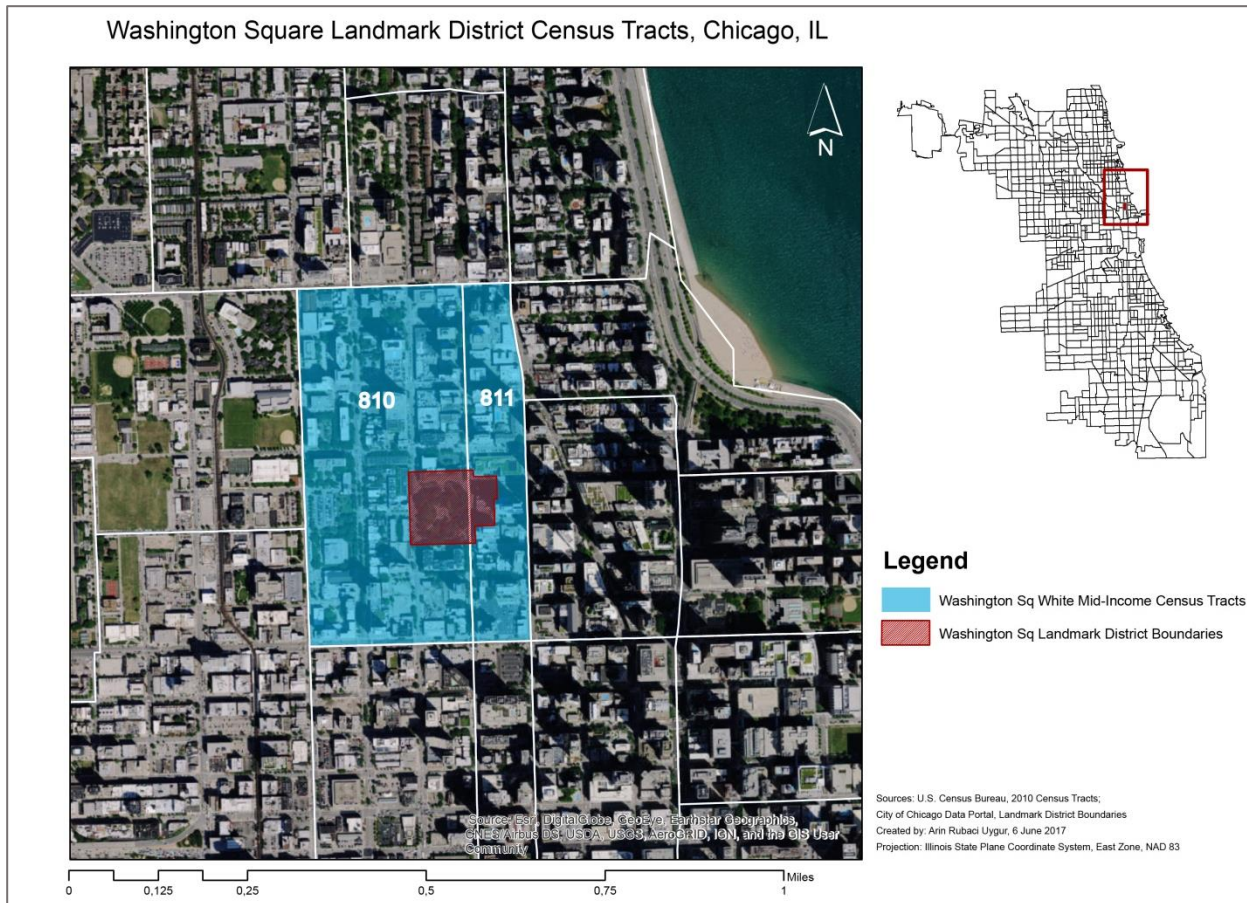 Washington Square Landmark District Census Tracts, Chicago, IL
N
810
811
Legend
Washington Sq White Mid-Income Census Tracts
Washington Sq Landmark District Boundaries
Source: Esri, DigitalGlobe, GeoEye, Earthstar Geographics,
CNES/Airbus DS, USDA, USGS, AeroGRID, IGN, and the GIS User
Community
Sources: U.S. Census Bureau, 2010 Census Tracts;
City of Chicago Data Portal, Landmark District Boundaries
Created by: Arin Rubaci Uygur, 6 June 2017
Projection: Illinois State Plane Coordinate System, East Zone, NAD 83
Miles
0 0,125 0,25 0,5 0,75 1